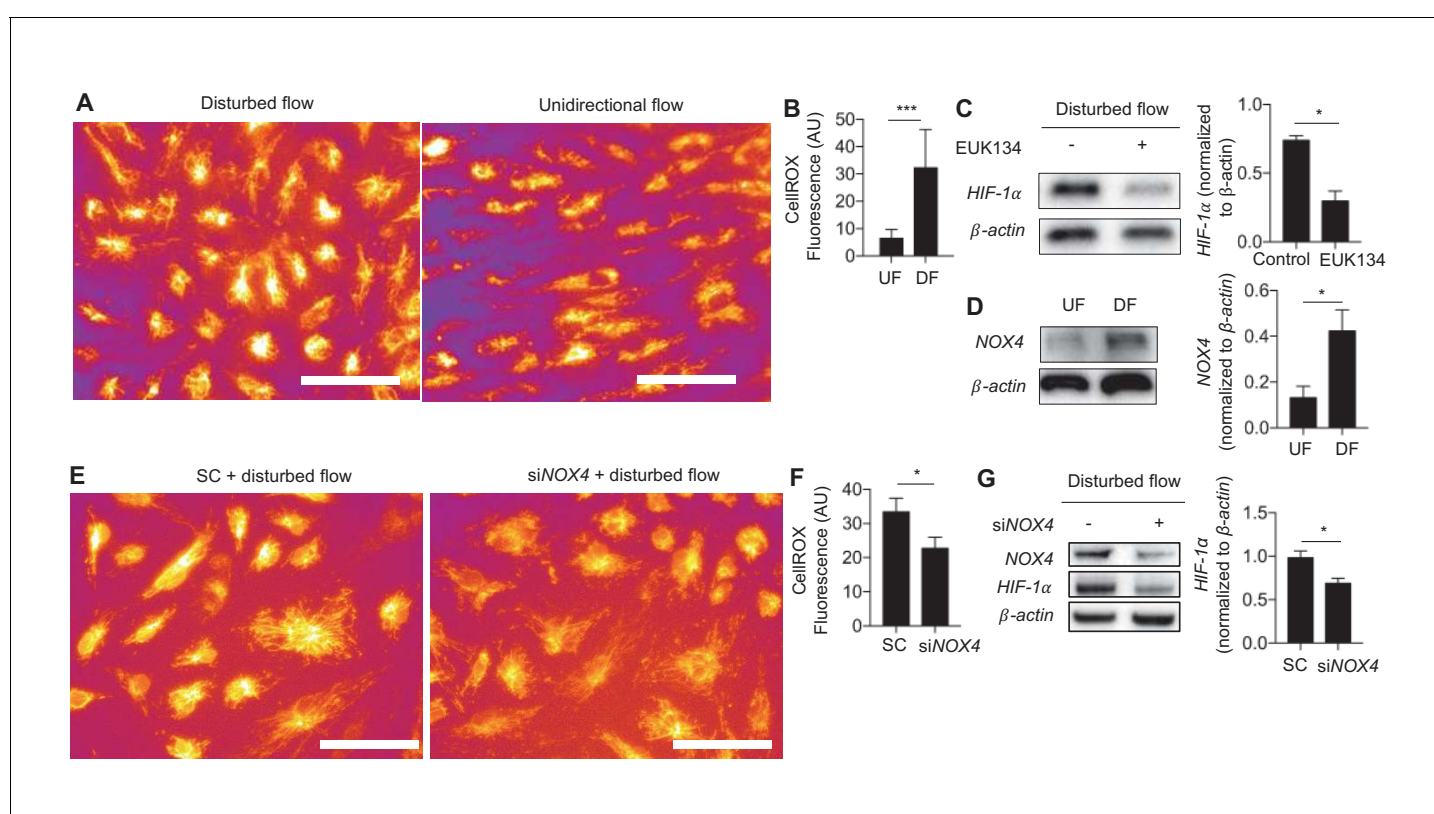 A
Disturbed flow
Unidirectional flow
B
***
50
40
30
20
10
0
CellROX
Fluorescence (AU)
UF
DF
C
Disturbed flow
EUK134
-
+
HIF-1α
β-actin
HIF-1α (normalized
to β-actin)
1.0
0.5
0.0
*
Control
EUK134
D
UF
DF
NOX4
β-actin
NOX4
(normalized to β-actin)
0.6
0.4
0.2
0.0
*
UF
DF
E
SC + disturbed flow
siNOX4 + disturbed flow
F
*
40
30
20
10
0
CellROX
Fluorescence (AU)
SC
siNOX4
G
Disturbed flow
siNOX4
-
+
NOX4
HIF-1α
β-actin
HIF-1α
(normalized to β-actin)
1.5
1.0
0.5
0.0
*
SC
siNOX4